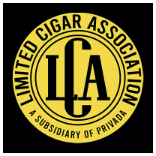 LIMITED CIGAR ASSOCIATION
LCA
A SUBSIDIARY OF PRIVADA